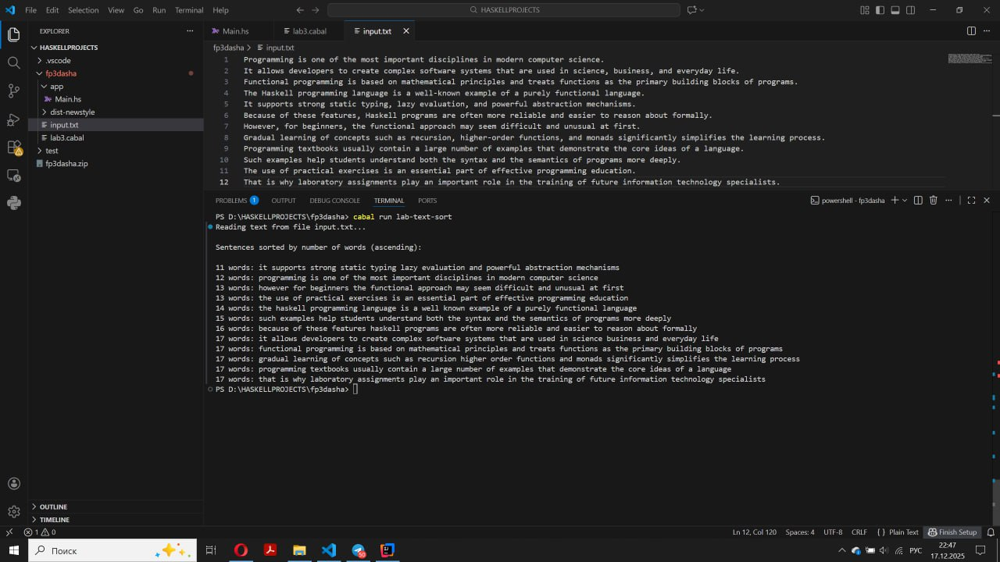 File Edit Selection View Go Run Terminal Help
HASKELLPROJECTS
EXPLORER
HASKELLPROJECTS
.vscode
fp3dasha
app
Main.hs
dist-newstyle
input.txt
lab3.cabal
test
fp3dasha.zip
OUTLINE
TIMELINE
Main.hs lab3.cabal input.txt
fp3dasha > input.txt
1 Programming is one of the most important disciplines in modern computer science.
2 It allows developers to create complex software systems that are used in science, business, and everyday life.
3 Functional programming is based on mathematical principles and treats functions as the primary building blocks of programs.
4 The Haskell programming language is a well-known example of a purely functional language.
5 It supports strong static typing, lazy evaluation, and powerful abstraction mechanisms.
6 Because of these features, Haskell programs are often more reliable and easier to reason about formally.
7 However, for beginners, the functional approach may seem difficult and unusual at first.
8 Gradual learning of concepts such as recursion, higher-order functions, and monads significantly simplifies the learning process.
9 Programming textbooks usually contain a large number of examples that demonstrate the core ideas of a language.
10 Such examples help students understand both the syntax and the semantics of programs more deeply.
11 The use of practical exercises is an essential part of effective programming education.
12 That is why laboratory assignments play an important role in the training of future information technology specialists.
PROBLEMS 1 OUTPUT DEBUG CONSOLE TERMINAL PORTS
powershell - fp3dasha
PS D:\HASKELLPROJECTS\fp3dasha> cabal run lab-text-sort
Reading text from file input.txt...
Sentences sorted by number of words (ascending):
11 words: it supports strong static typing lazy evaluation and powerful abstraction mechanisms
12 words: programming is one of the most important disciplines in modern computer science
13 words: however for beginners the functional approach may seem difficult and unusual at first
13 words: the use of practical exercises is an essential part of effective programming education
14 words: the haskell programming language is a well known example of a purely functional language
15 words: such examples help students understand both the syntax and the semantics of programs more deeply
16 words: because of these features haskell programs are often more reliable and easier to reason about formally
17 words: it allows developers to create complex software systems that are used in science business and everyday life
17 words: functional programming is based on mathematical principles and treats functions as the primary building blocks of programs
17 words: gradual learning of concepts such as recursion higher order functions and monads significantly simplifies the learning process
17 words: programming textbooks usually contain a large number of examples that demonstrate the core ideas of a language
17 words: that is why laboratory assignments play an important role in the training of future information technology specialists
PS D:\HASKELLPROJECTS\fp3dasha>
1 0
Ln 12, Col 120 Spaces: 4 UTF-8 CRLF { } Plain Text Finish Setup
Поиск
50
РУС
22:47
17.12.2025